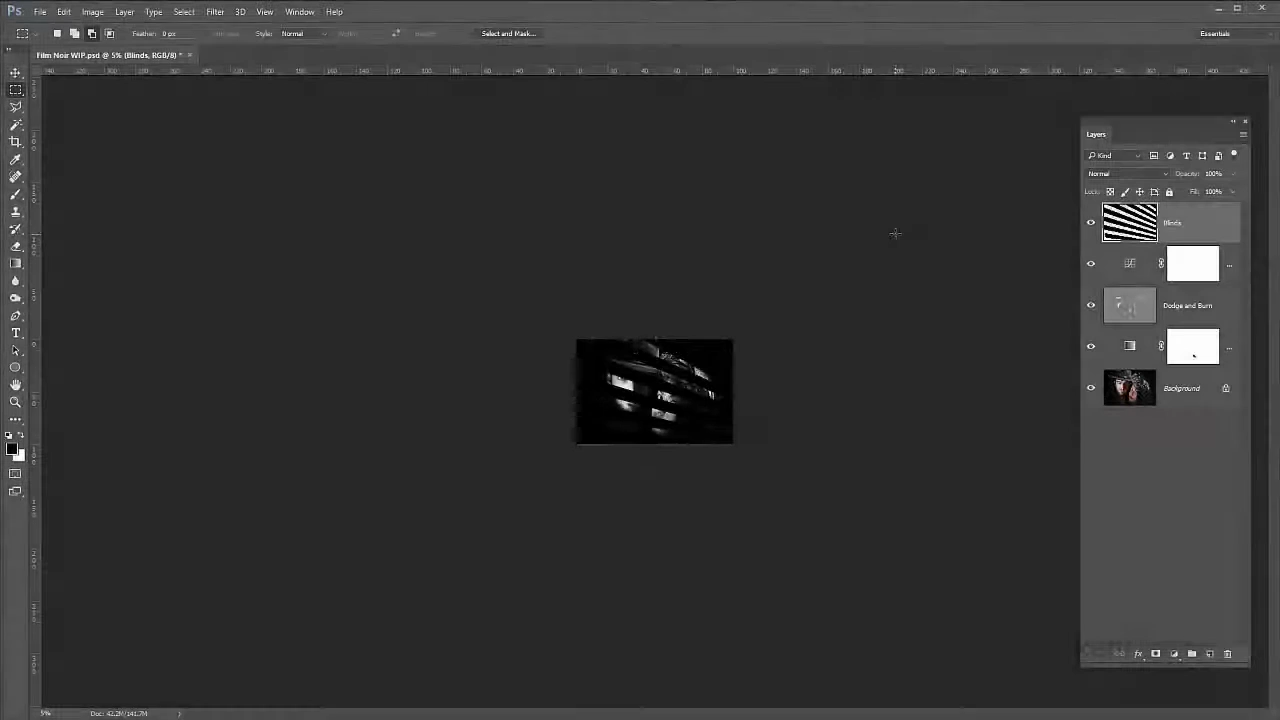 Ps File Edit Image Layer Type Select Filter 3D View Window Help
Feather: 0 px Style: Normal Select and Mask... Essentials
Film Noir WIP.psd @ 5% (Blinds, RGB/8) *
Layers
Kind
Normal Opacity: 100%
Lock: Fill: 100%
Blinds
...
Dodge and Burn
...
Background
fx
5% Doc: 42.2M/141.7M